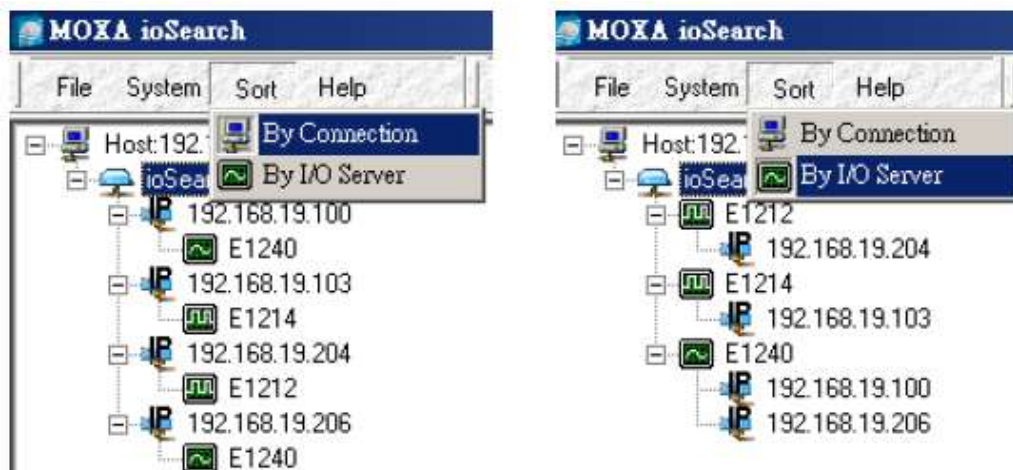 MOXA ioSearch
File System Sort Help
By Connection
By I/O Server
Host:192.1
ioSear
192.168.19.100
E1240
192.168.19.103
E1214
192.168.19.204
E1212
192.168.19.206
E1240
MOXA ioSearch
File System Sort Help
By Connection
By I/O Server
Host:192.
ioSear
E1212
192.168.19.204
E1214
192.168.19.103
E1240
192.168.19.100
192.168.19.206